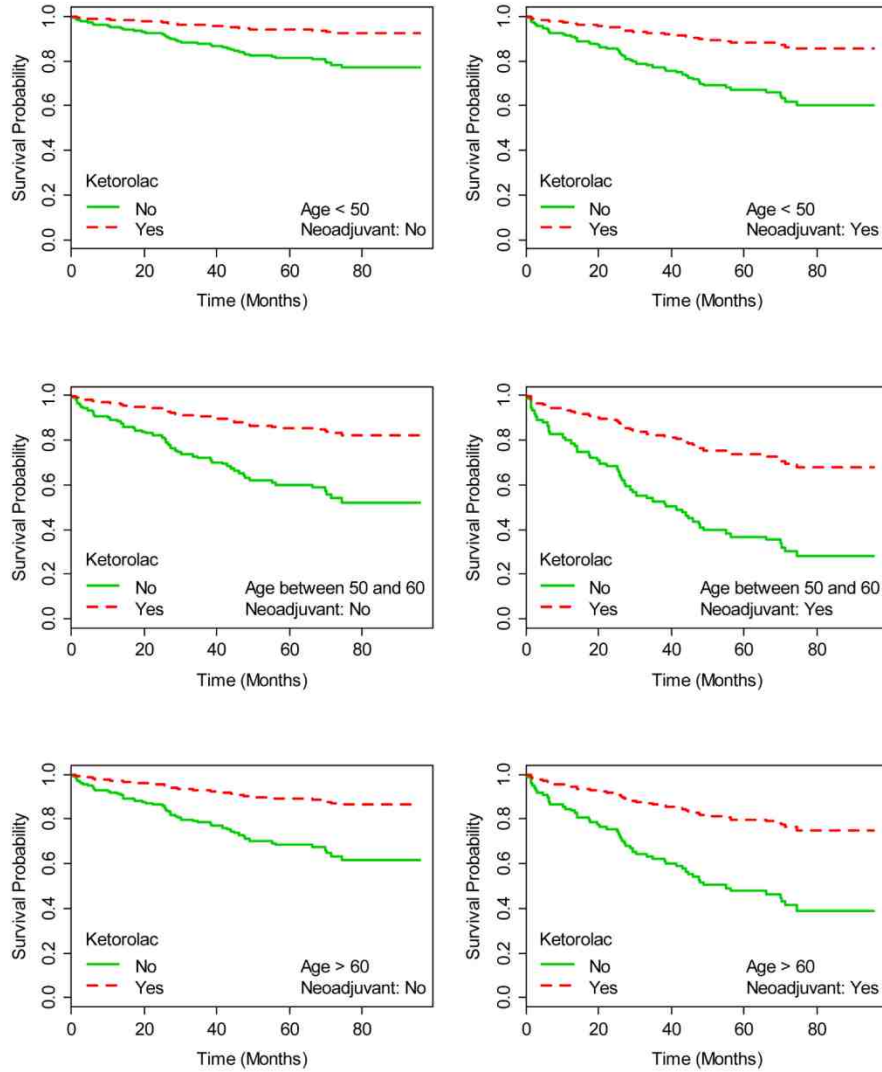 Survival Probability
1.0
0.8
0.6
0.4
0.2
0.0
Ketorolac
No
Yes
Age < 50
Neoadjuvant: No
0 20 40 60 80
Time (Months)
Survival Probability
1.0
0.8
0.6
0.4
0.2
0.0
Ketorolac
No
Yes
Age < 50
Neoadjuvant: Yes
0 20 40 60 80
Time (Months)
Survival Probability
1.0
0.8
0.6
0.4
0.2
0.0
Ketorolac
No
Yes
Age between 50 and 60
Neoadjuvant: No
0 20 40 60 80
Time (Months)
Survival Probability
1.0
0.8
0.6
0.4
0.2
0.0
Ketorolac
No
Yes
Age between 50 and 60
Neoadjuvant: Yes
0 20 40 60 80
Time (Months)
Survival Probability
1.0
0.8
0.6
0.4
0.2
0.0
Ketorolac
No
Yes
Age > 60
Neoadjuvant: No
0 20 40 60 80
Time (Months)
Survival Probability
1.0
0.8
0.6
0.4
0.2
0.0
Ketorolac
No
Yes
Age > 60
Neoadjuvant: Yes
0 20 40 60 80
Time (Months)